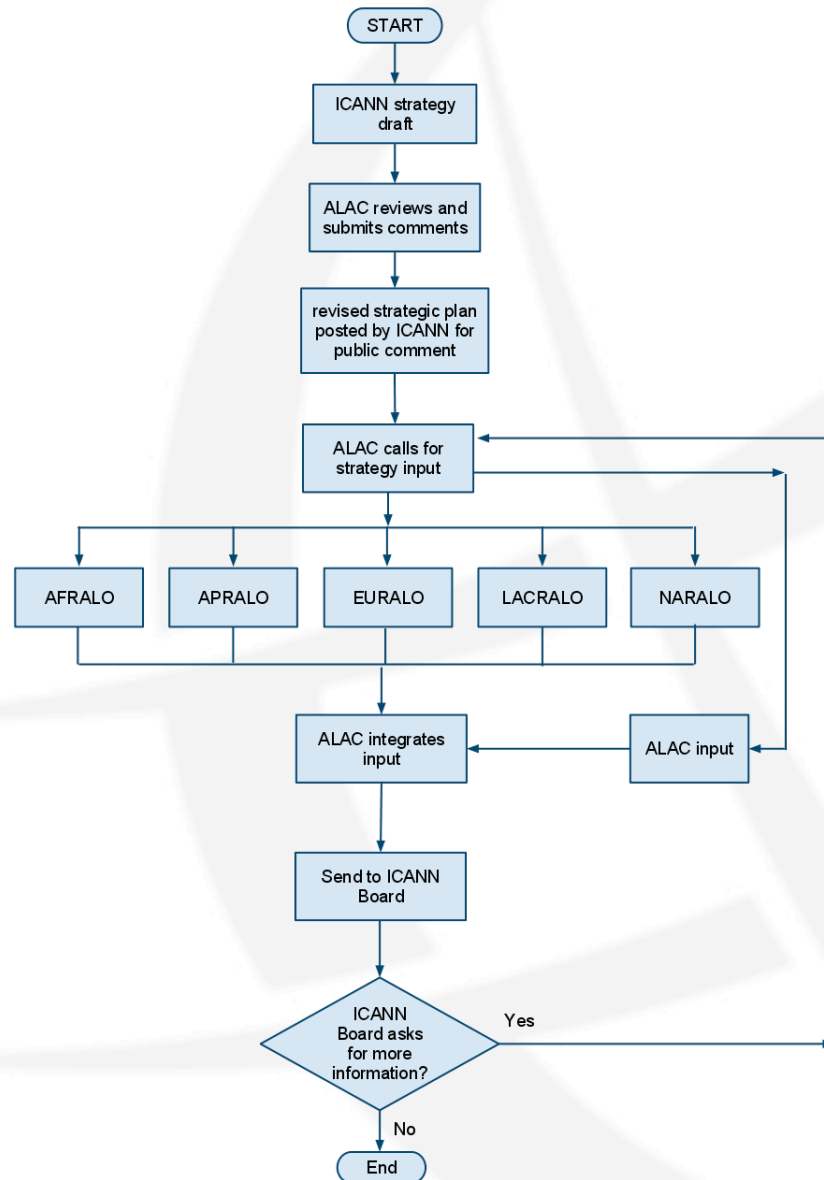 START
ICANN strategy
draft
ALAC reviews and
submits comments
revised strategic plan
posted by ICANN for
public comment
ALAC calls for
strategy input
AFRALO
APRALO
EURALO
LACRALO
NARALO
ALAC integrates
input
ALAC input
Send to ICANN
Board
ICANN
Board asks
for more
information?
Yes
No
End